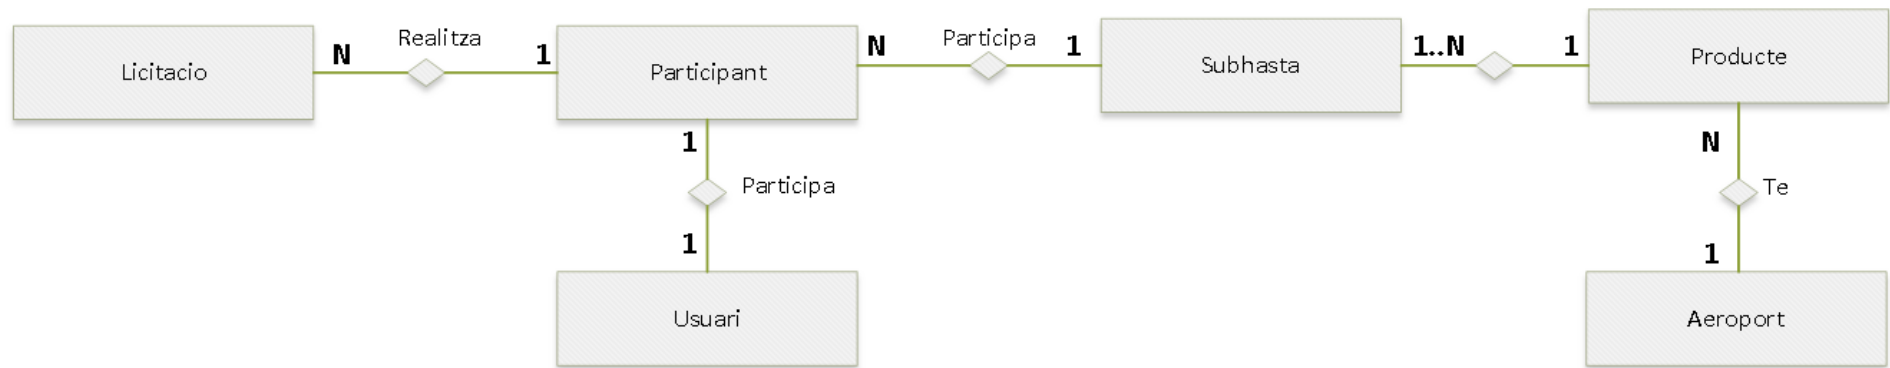 Realitza
N
1
Licitacio
Participant
N
Participa
1
Subhasta
1..N
1
Producte
1
Participa
1
Usuari
N
Te
1
Aeroport